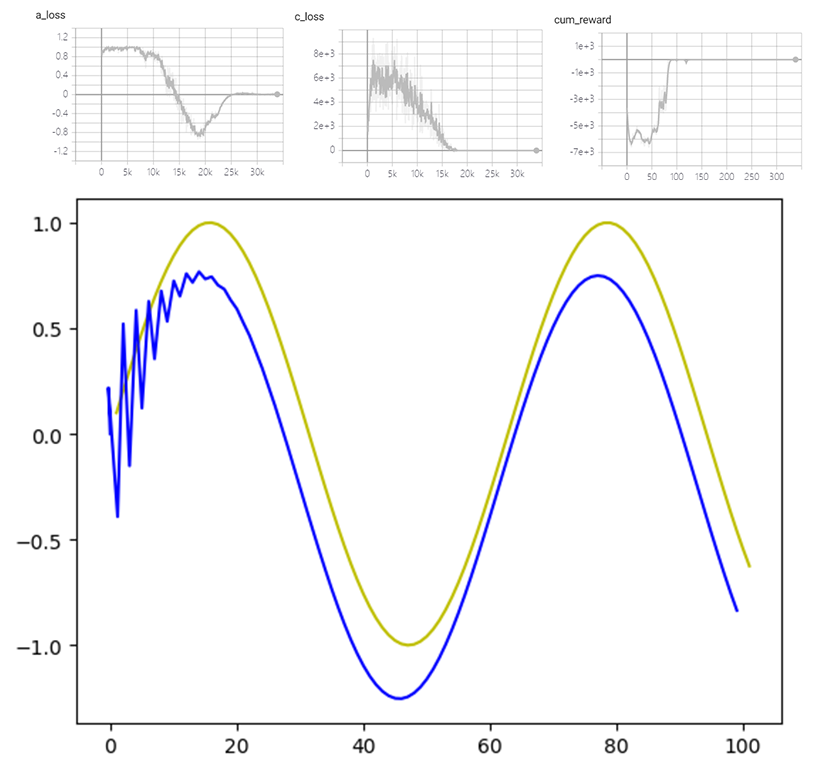 a_loss
c_loss
cum_reward
1.2
0.8
0.4
0
-0.4
-0.8
-1.2
0 5k 10k 15k 20k 25k 30k
8e+3
6e+3
4e+3
2e+3
0
0 5k 10k 15k 20k 25k 30k
1e+3
-1e+3
-3e+3
-5e+3
-7e+3
0 50 100 150 200 250 300
1.0
0.5
0.0
−0.5
−1.0
0 20 40 60 80 100